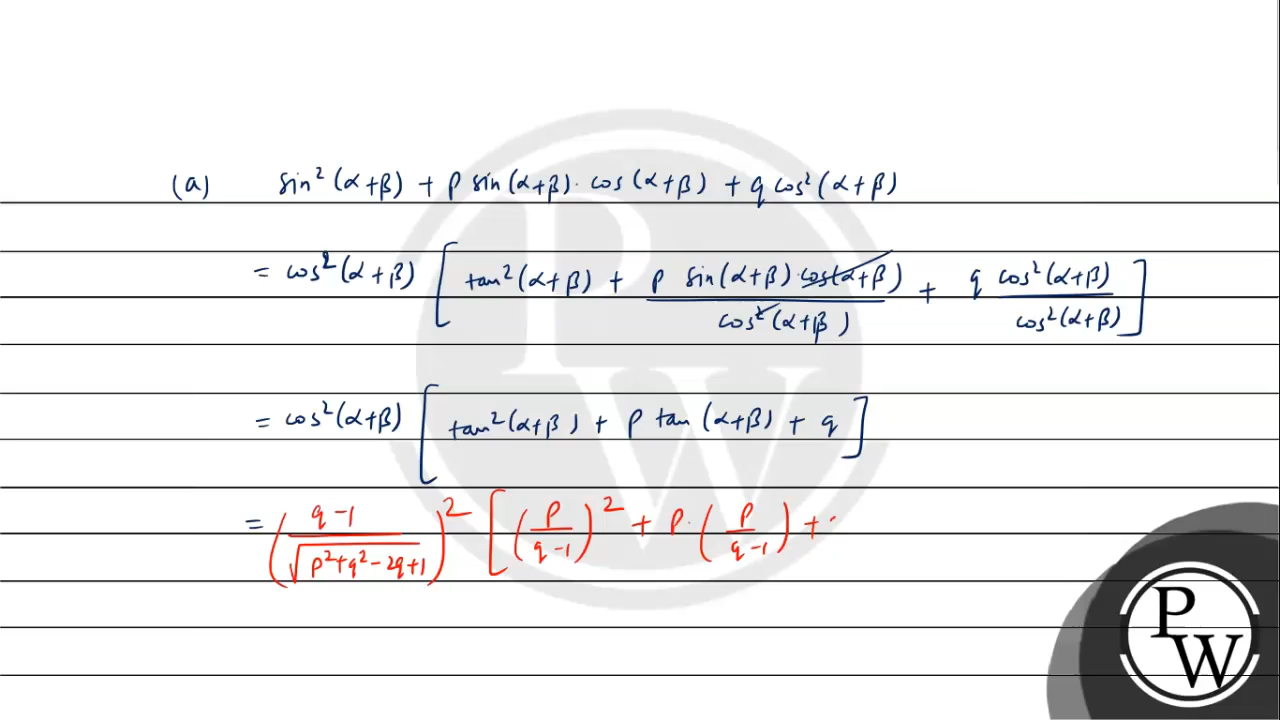 (a) sin²(α+β) + p sin(α+β)·cos(α+β) + q cos²(α+β)
= cos²(α+β) [ tan²(α+β) + p sin(α+β)·cos(α+β) / cos²(α+β) + q cos²(α+β) / cos²(α+β) ]
= cos²(α+β) [ tan²(α+β) + p tan(α+β) + q ]
= ( q-1 / √p²+q²-2q+1 )² [ ( p / q-1 )² + p·( p / q-1 ) +
P
W
P
W